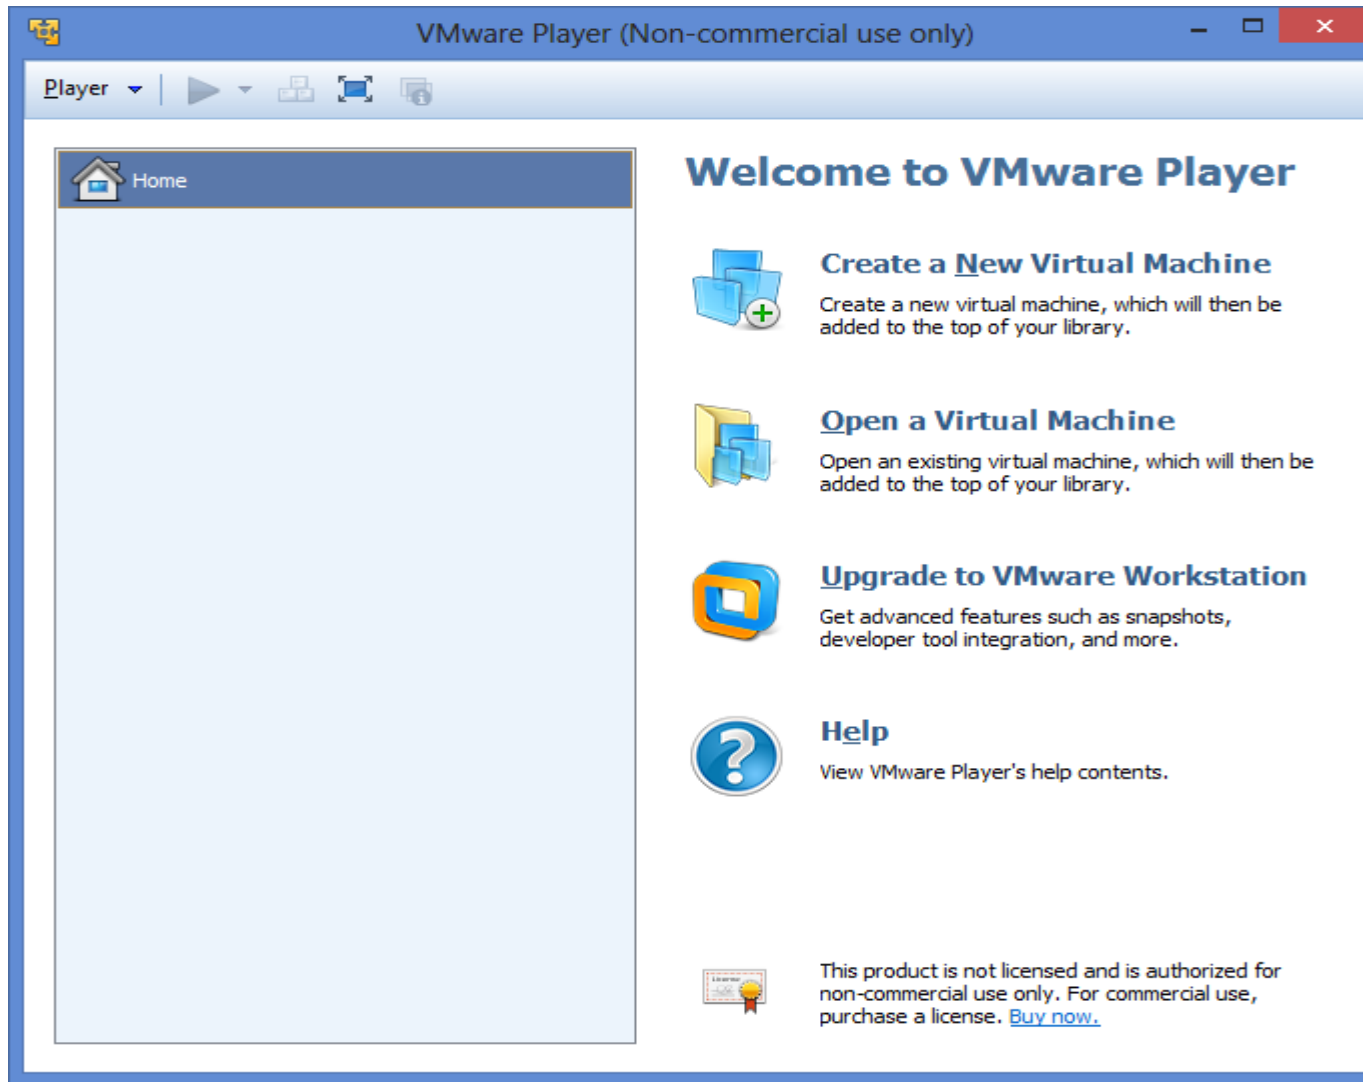 VMware Player (Non-commercial use only)
Player
Home
Welcome to VMware Player
Create a New Virtual Machine
Create a new virtual machine, which will then be
added to the top of your library.
Open a Virtual Machine
Open an existing virtual machine, which will then be
added to the top of your library.
Upgrade to VMware Workstation
Get advanced features such as snapshots,
developer tool integration, and more.
Help
View VMware Player's help contents.
This product is not licensed and is authorized for
non-commercial use only. For commercial use,
purchase a license. Buy now.